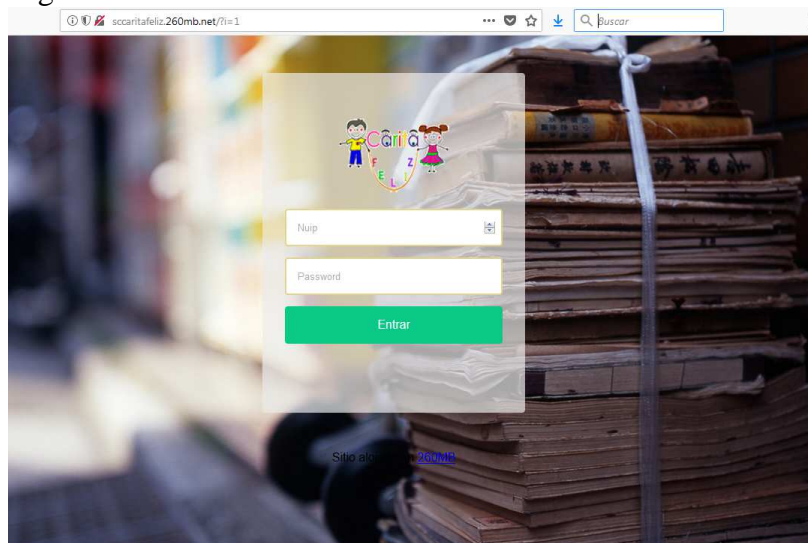 sccaritafeliz.260mb.net/?i=1
Buscar
Carita
FELIZ
Nuip
Password
Entrar
Sitio alo
260MB